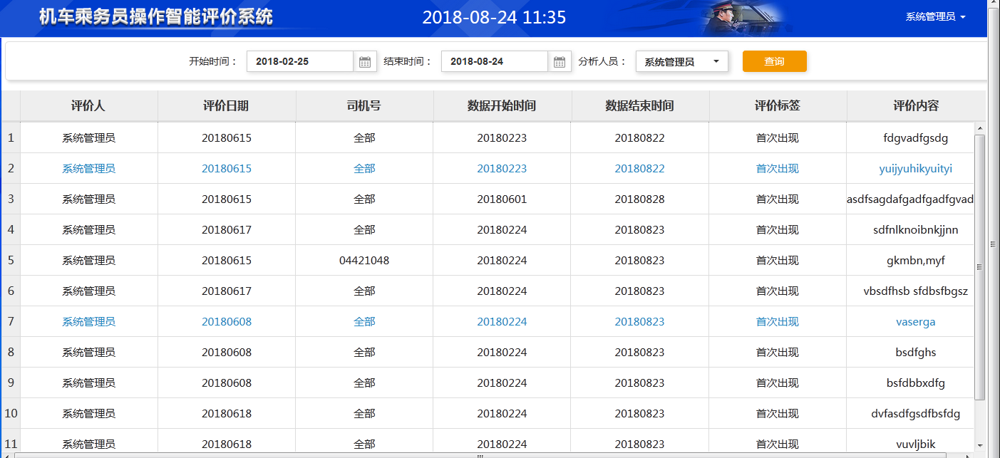 机车乘务员操作智能评价系统 2018-08-24 11:35 系统管理员
开始时间： 2018-02-25 结束时间： 2018-08-24 分析人员： 系统管理员 查询
评价人 评价日期 司机号 数据开始时间 数据结束时间 评价标签 评价内容
1 系统管理员 20180615 全部 20180223 20180822 首次出现 fdgvadfgsdg
2 系统管理员 20180615 全部 20180223 20180822 首次出现 yuijyuhikyuityi
3 系统管理员 20180615 全部 20180601 20180828 首次出现 asdfsagdafgadfgadfgvad
4 系统管理员 20180617 全部 20180224 20180823 首次出现 sdfnlknoibnkjjnn
5 系统管理员 20180615 04421048 20180224 20180823 首次出现 gkmbn,myf
6 系统管理员 20180617 全部 20180224 20180823 首次出现 vbsdfhsb sfdbsfbgsz
7 系统管理员 20180608 全部 20180224 20180823 首次出现 vaserga
8 系统管理员 20180608 全部 20180224 20180823 首次出现 bsdfghs
9 系统管理员 20180608 全部 20180224 20180823 首次出现 bsfdbbxdfg
10 系统管理员 20180618 全部 20180224 20180823 首次出现 dvfasdfgsdfbsfdg
11 系统管理员 20180618 全部 20180224 20180823 首次出现 vuvljbik